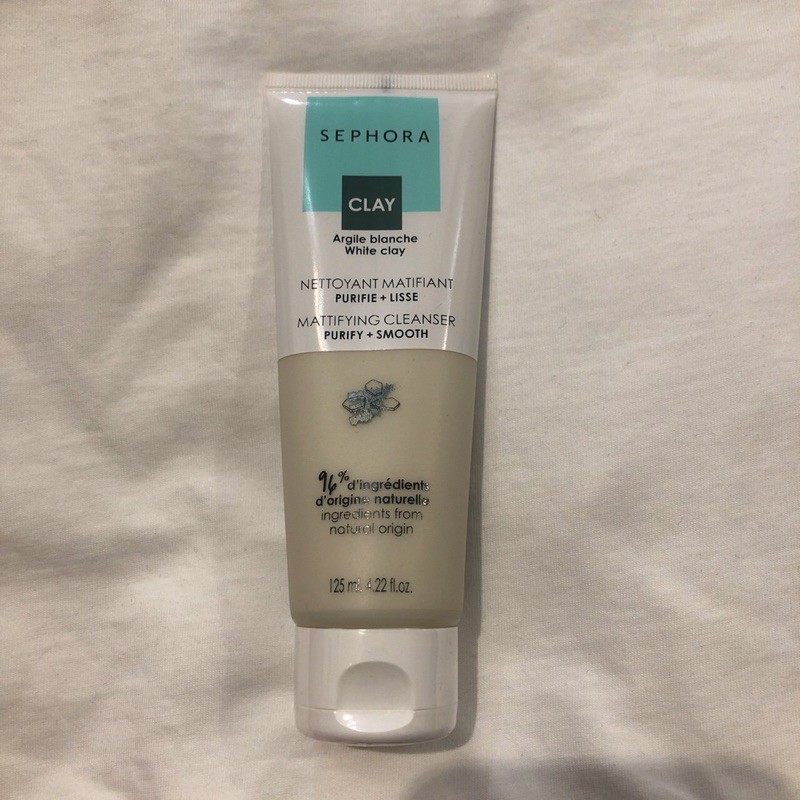 SEPHORA
CLAY
Argile blanche
White clay
NETTOYANT MATIFIANT
PURIFIE + LISSE
MATTIFYING CLEANSER
PURIFY + SMOOTH
96% d'ingrédients
d'origine naturelle
ingredients from
natural origin
125 ml. 4.22 fl.oz.